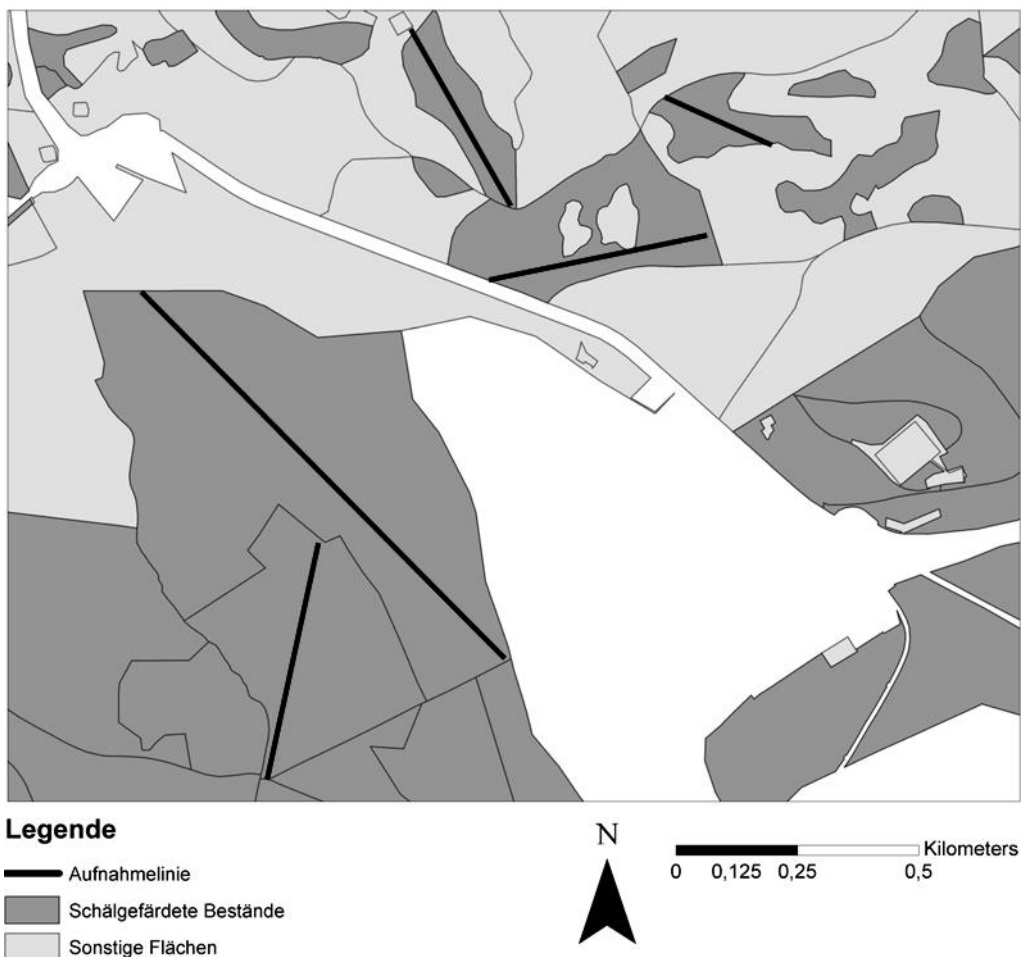 Legende
Aufnahmelinie
Schälgefärdete Bestände
Sonstige Flächen
N
Kilometers
0 0,125 0,25 0,5